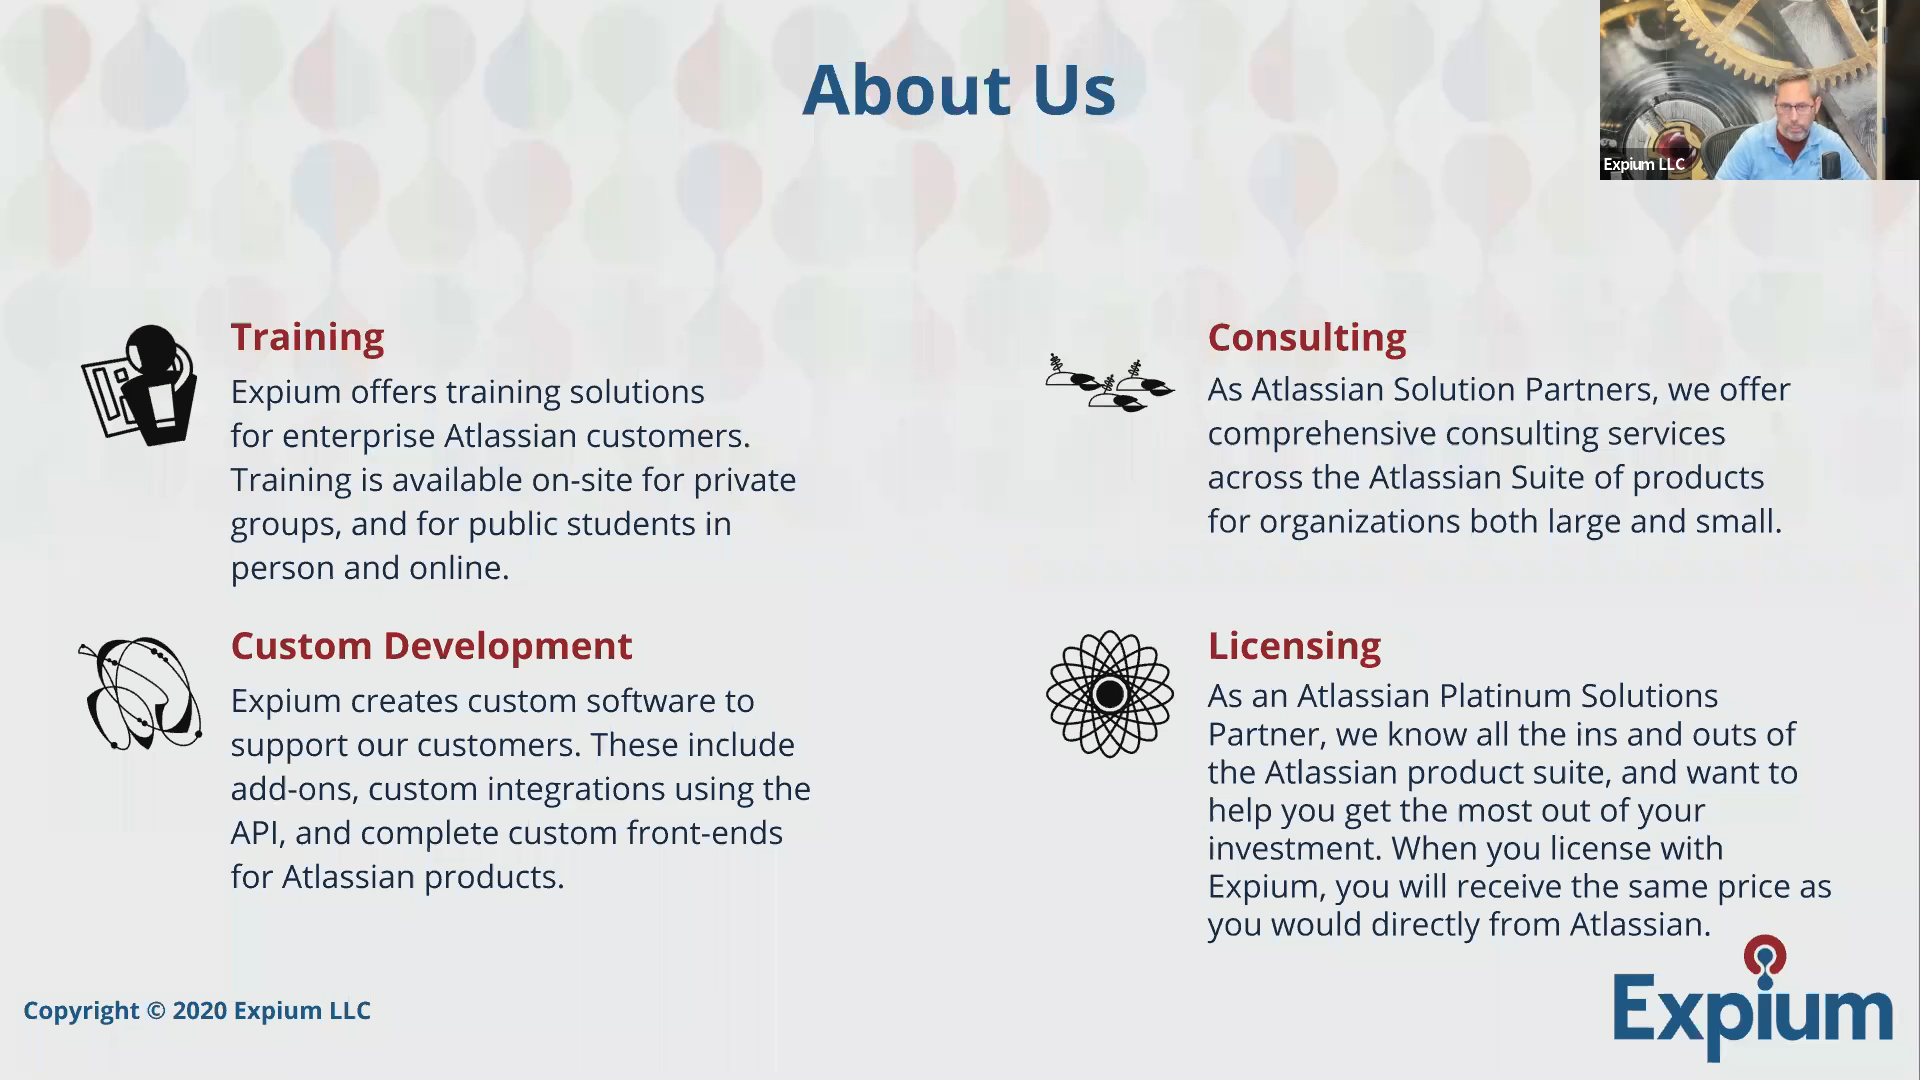 About Us
Expium LLC
Training
Expium offers training solutions
for enterprise Atlassian customers.
Training is available on-site for private
groups, and for public students in
person and online.
Consulting
As Atlassian Solution Partners, we offer
comprehensive consulting services
across the Atlassian Suite of products
for organizations both large and small.
Custom Development
Expium creates custom software to
support our customers. These include
add-ons, custom integrations using the
API, and complete custom front-ends
for Atlassian products.
Licensing
As an Atlassian Platinum Solutions
Partner, we know all the ins and outs of
the Atlassian product suite, and want to
help you get the most out of your
investment. When you license with
Expium, you will receive the same price as
you would directly from Atlassian.
Copyright © 2020 Expium LLC
Expium